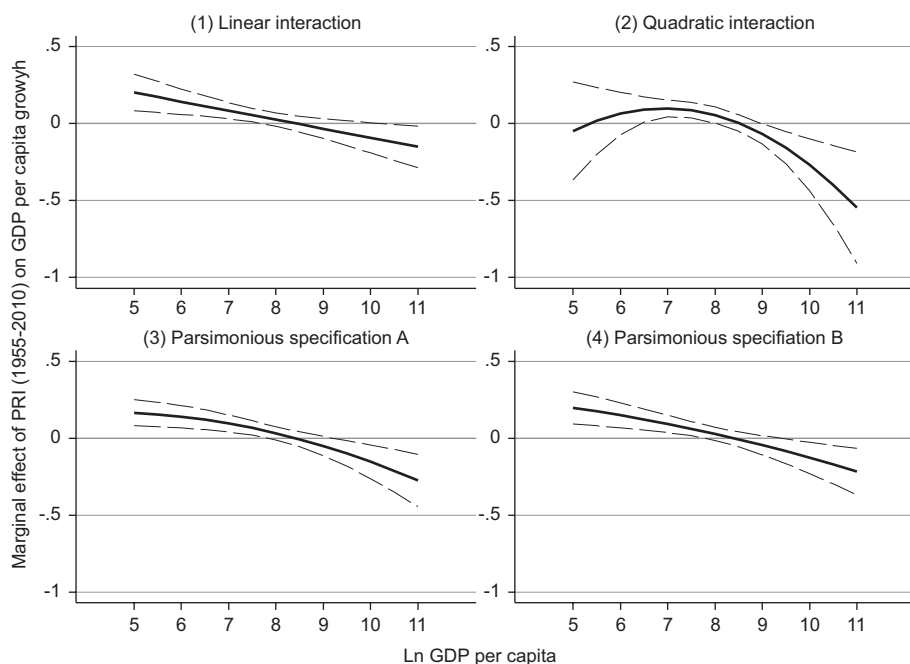 (1) Linear interaction
(2) Quadratic interaction
.5
0
-.5
-1
5 6 7 8 9 10 11
.5
0
-.5
-1
5 6 7 8 9 10 11
(3) Parsimonious specification A
(4) Parsimonious specifiation B
.5
0
-.5
-1
5 6 7 8 9 10 11
.5
0
-.5
-1
5 6 7 8 9 10 11
Marginal effect of PRI (1955-2010) on GDP per capita growyh
Ln GDP per capita